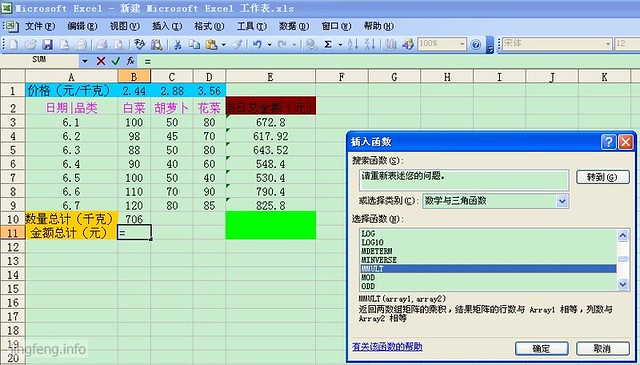 Microsoft Excel - 新建 Microsoft Excel 工作表.xls
文件(F) 编辑(E) 视图(V) 插入(I) 格式(O) 工具(T) 数据(D) 窗口(W) 帮助(H)
100% 宋体 12
SUM =
A B C D E F G H I J K
1 价格（元/千克） 2.44 2.88 3.56
2 日期|品类 白菜 胡萝卜 花菜 当日总金额（元）
3 6.1 100 50 80 672.8
4 6.2 98 45 70 617.92
5 6.3 88 50 80 643.52
6 6.4 90 40 60 548.4
7 6.5 100 50 40 530.4
8 6.6 110 70 90 790.4
9 6.7 120 80 85 825.8
10 数量总计（千克） 706
11 金额总计（元） =
12
13
14
15
16
17
18
19
20
插入函数
搜索函数(S):
请重新表述您的问题。
转到(G)
或选择类别(C): 数学与三角函数
选择函数(N):
LOG
LOG10
MDETERM
MINVERSE
MMULT
MOD
ODD
MMULT(array1,array2)
返回两数组矩阵的乘积，结果矩阵的行数与 Array1 相等，列数与
Array2 相等
有关该函数的帮助
确定 取消